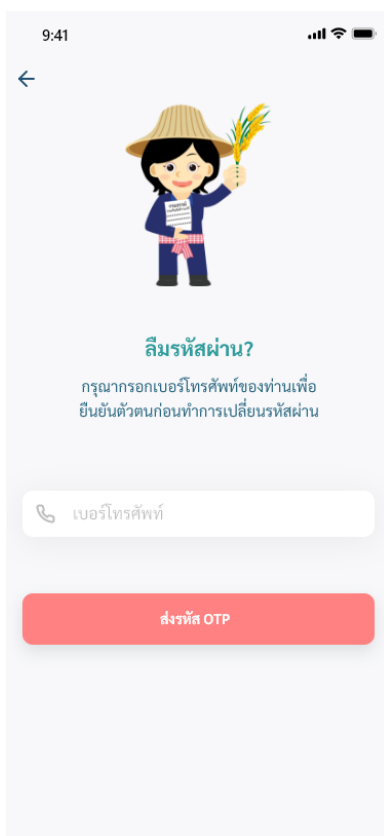 9:41
ลืมรหัสผ่าน?
กรุณากรอกเบอร์โทรศัพท์ของท่านเพื่อ
ยืนยันตัวตนก่อนทำการเปลี่ยนรหัสผ่าน
เบอร์โทรศัพท์
ส่งรหัส OTP